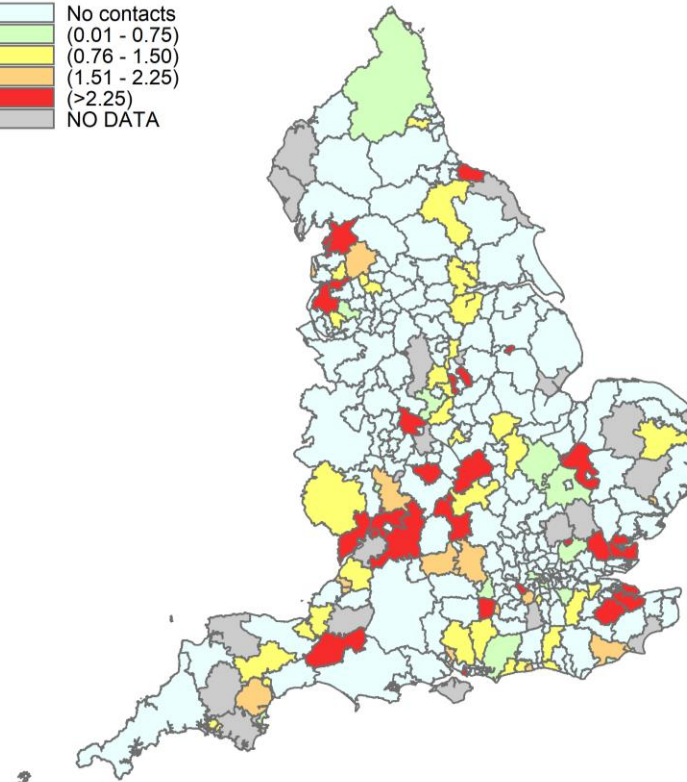 No contacts
(0.01 - 0.75)
(0.76 - 1.50)
(1.51 - 2.25)
(>2.25)
NO DATA